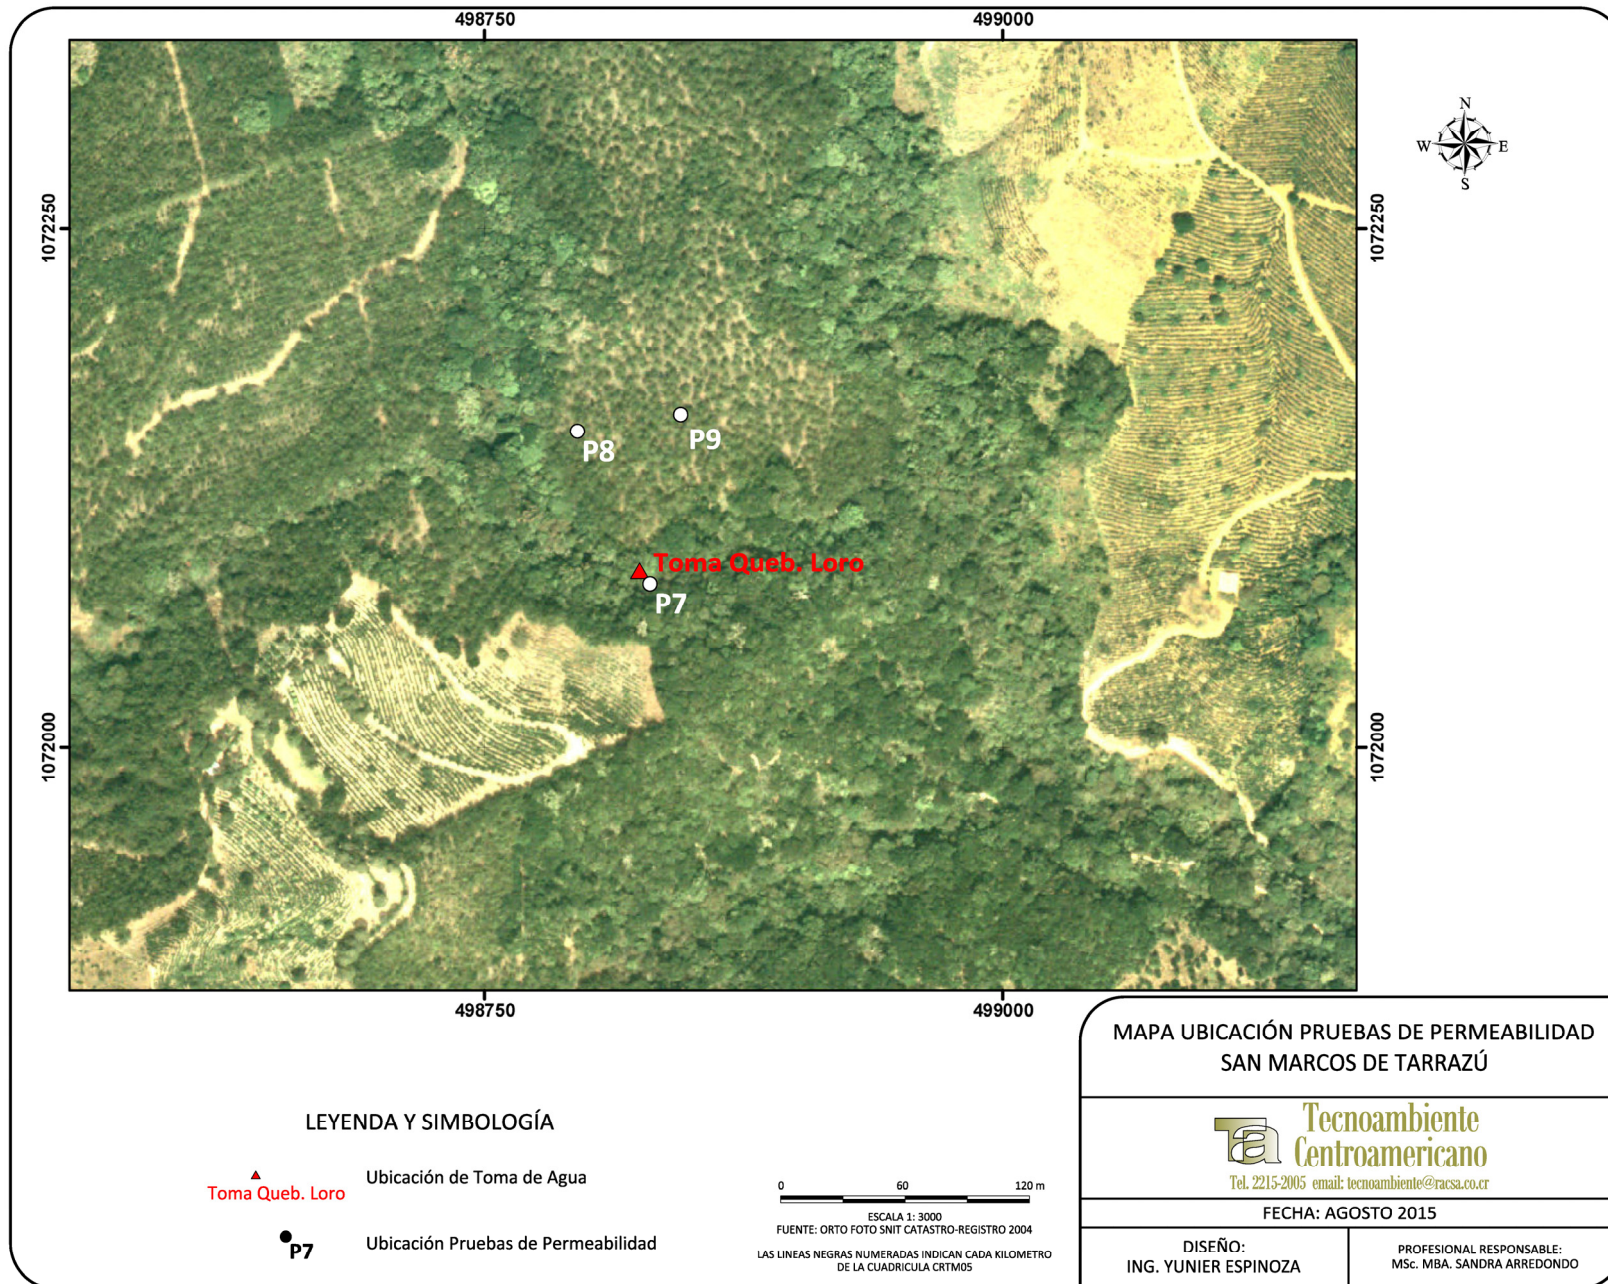 498750
499000
N
W
E
S
1072250
1072250
P8
P9
Toma Queb. Loro
P7
1072000
1072000
498750
499000
LEYENDA Y SIMBOLOGÍA
Toma Queb. Loro
Ubicación de Toma de Agua
P7
Ubicación Pruebas de Permeabilidad
0 60 120 m
ESCALA 1: 3000
FUENTE: ORTO FOTO SNIT CATASTRO-REGISTRO 2004
LAS LINEAS NEGRAS NUMERADAS INDICAN CADA KILOMETRO
DE LA CUADRICULA CRTM05
MAPA UBICACIÓN PRUEBAS DE PERMEABILIDAD
SAN MARCOS DE TARRAZÚ
Ta
Tecnoambiente
Centroamericano
Tel. 2215-2005 email: tecnoambiente@racsa.co.cr
FECHA: AGOSTO 2015
DISEÑO:
ING. YUNIER ESPINOZA
PROFESIONAL RESPONSABLE:
MSc. MBA. SANDRA ARREDONDO